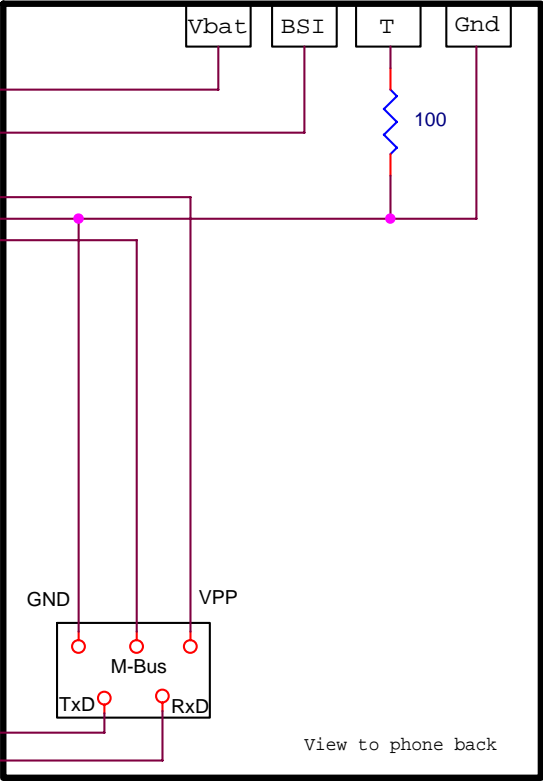 Vbat BSI T Gnd
100
GND VPP
M-Bus
TxD RxD
View to phone back